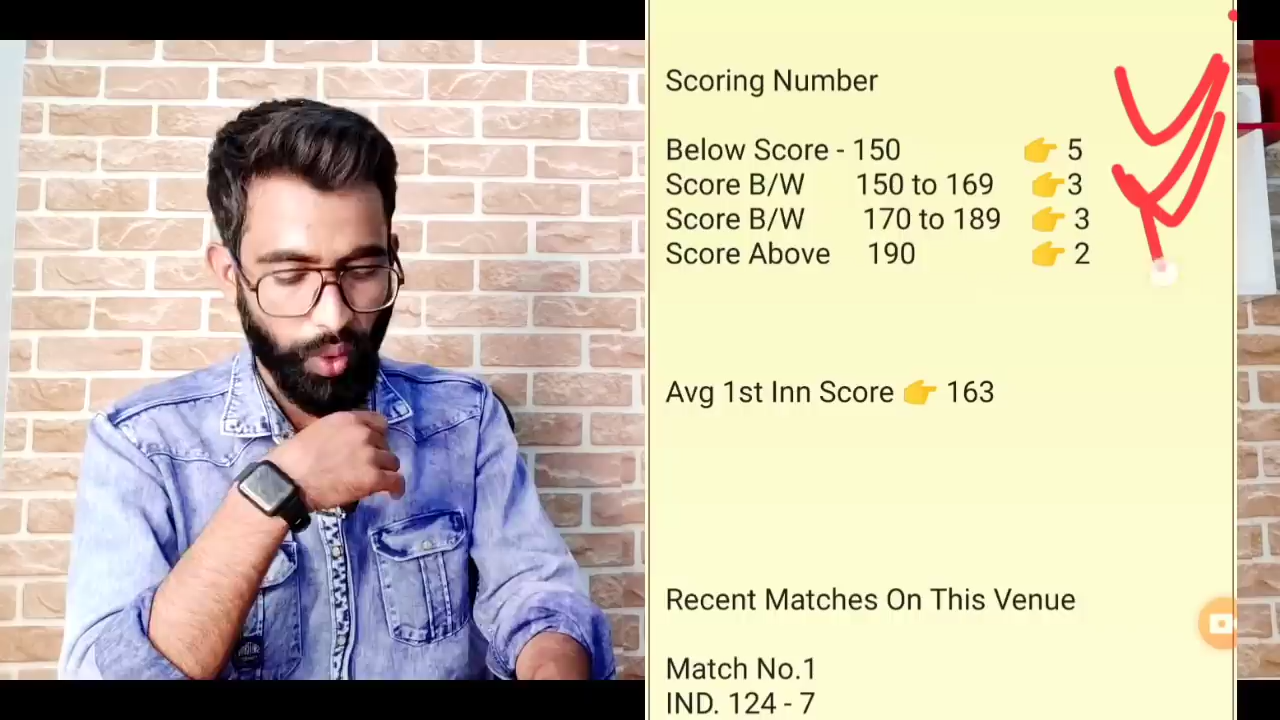 Scoring Number
Below Score - 150 👉 5
Score B/W 150 to 169 👉3
Score B/W 170 to 189 👉 3
Score Above 190 👉 2
Avg 1st Inn Score 👉 163
Recent Matches On This Venue
Match No.1
IND. 124 - 7